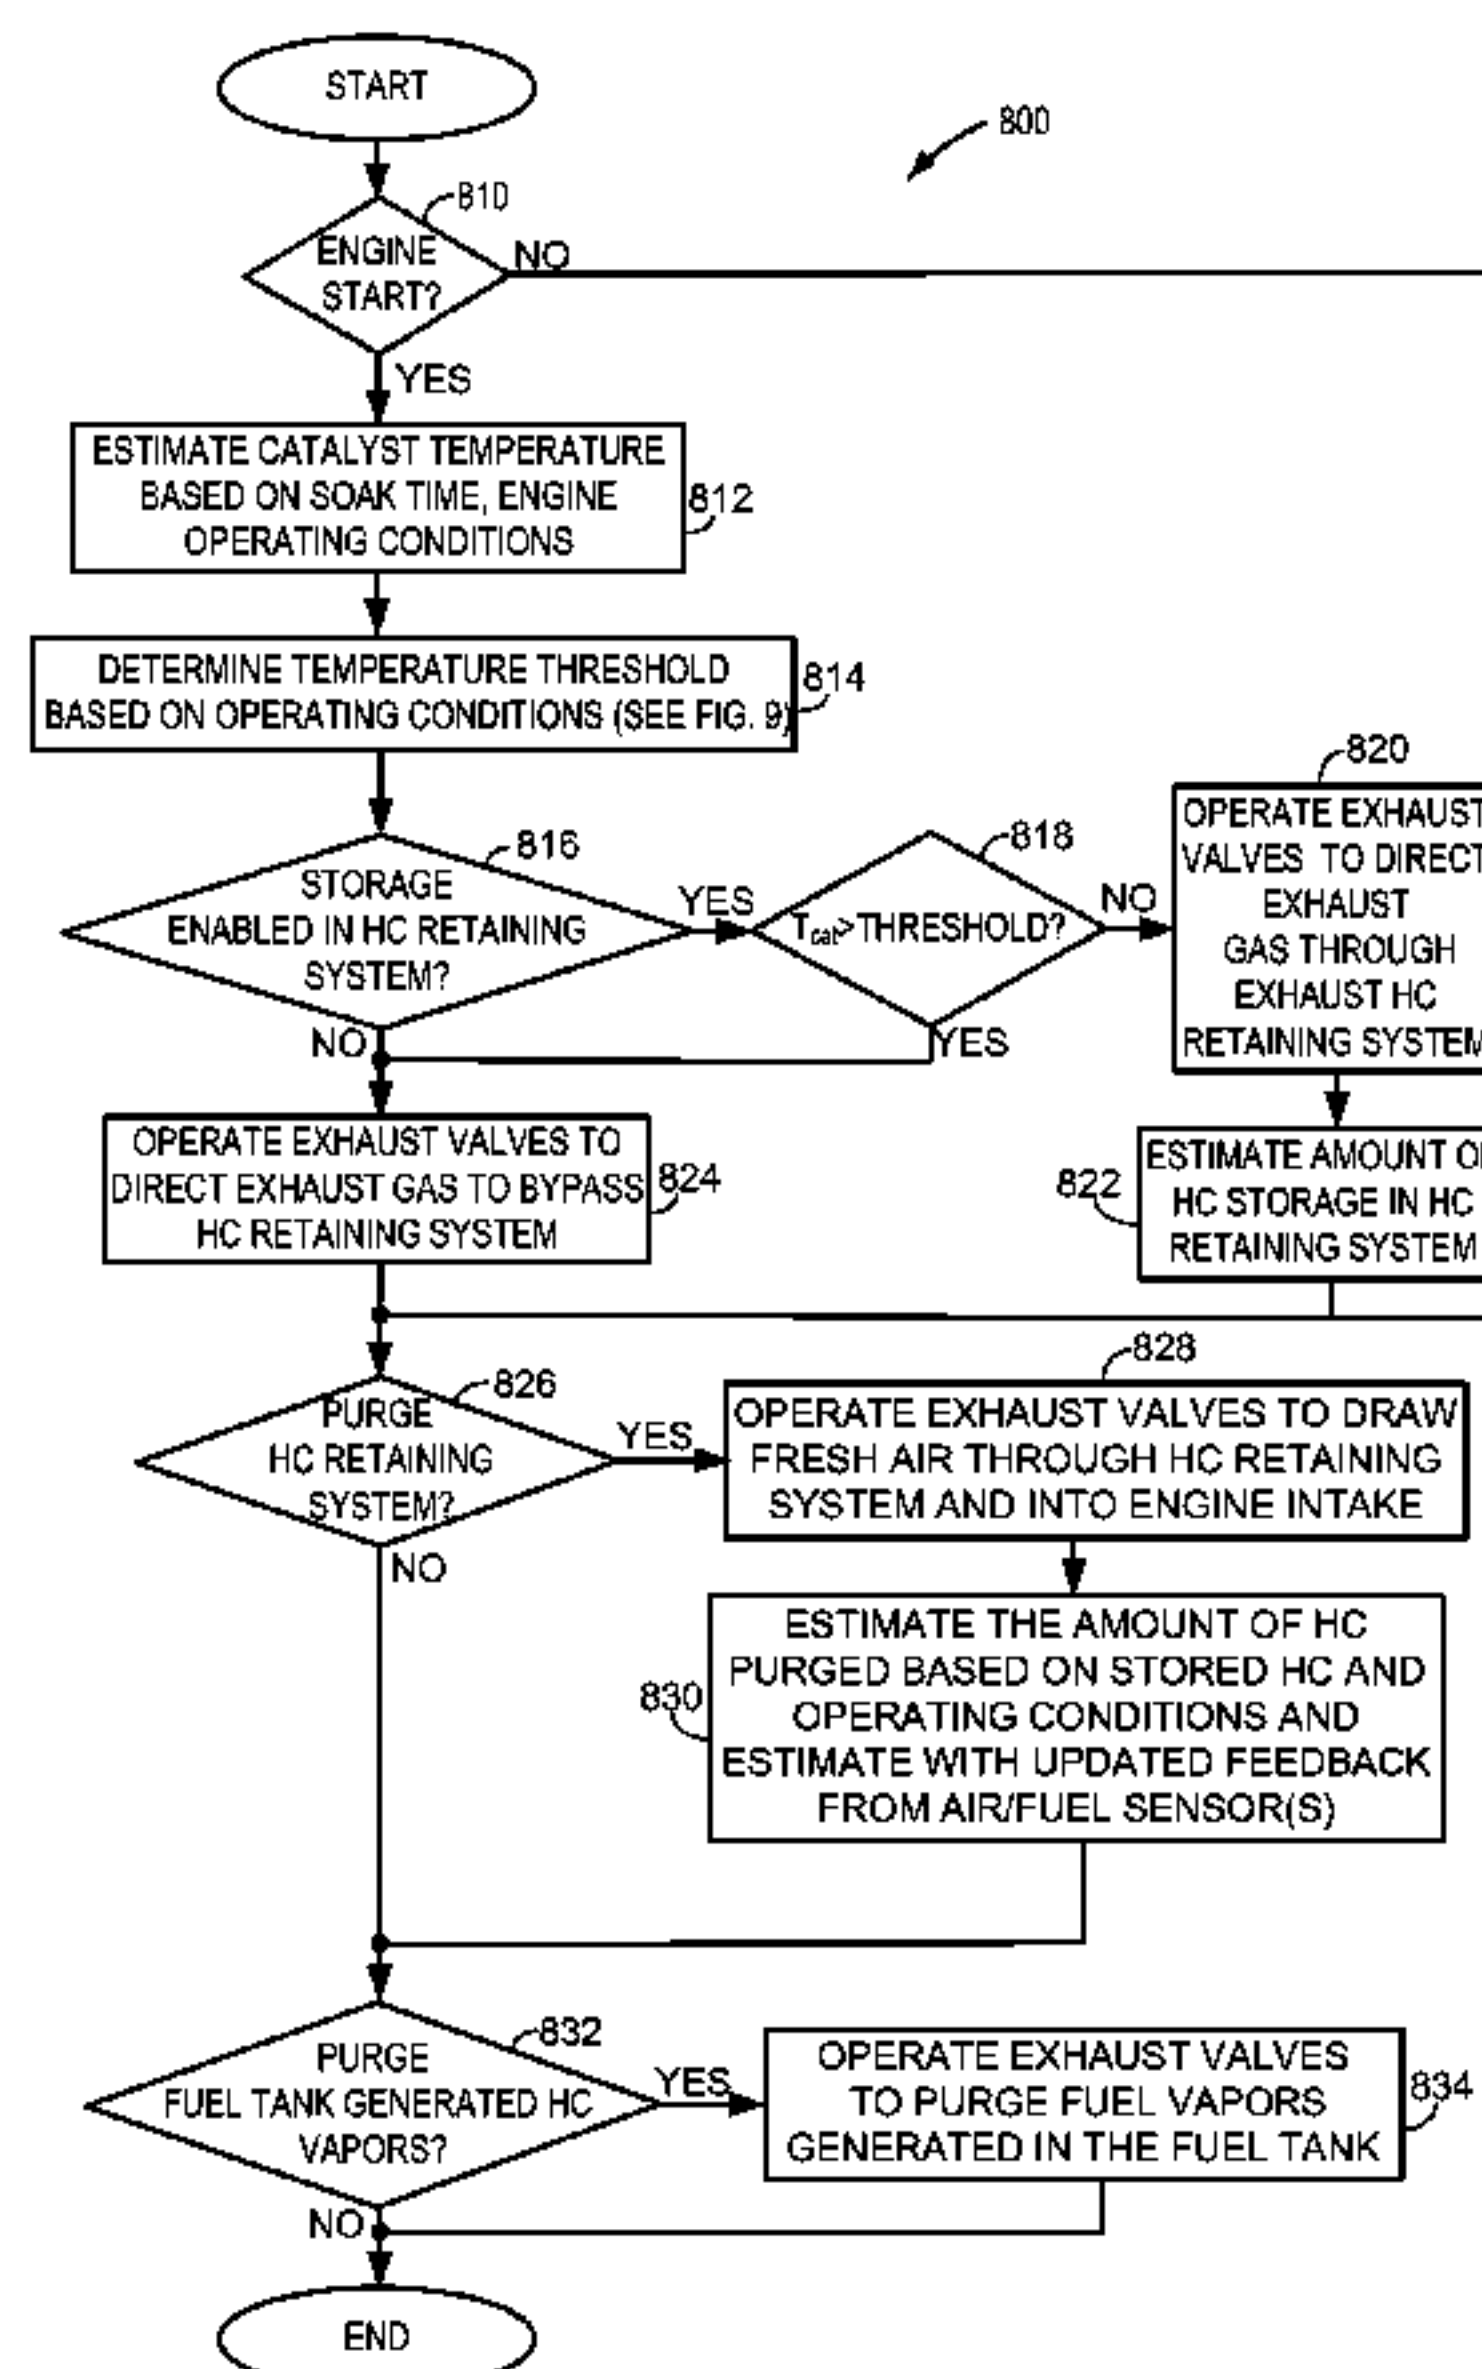 START
800
810
ENGINE
START?
NO
YES
ESTIMATE CATALYST TEMPERATURE
BASED ON SOAK TIME, ENGINE
OPERATING CONDITIONS
812
DETERMINE TEMPERATURE THRESHOLD
BASED ON OPERATING CONDITIONS (SEE FIG. 9)
814
816
STORAGE
ENABLED IN HC RETAINING
SYSTEM?
YES
NO
818
Tcat>THRESHOLD?
NO
YES
820
OPERATE EXHAUST
VALVES TO DIRECT
EXHAUST
GAS THROUGH
EXHAUST HC
RETAINING SYSTEM
822
ESTIMATE AMOUNT OF
HC STORAGE IN HC
RETAINING SYSTEM
OPERATE EXHAUST VALVES TO
DIRECT EXHAUST GAS TO BYPASS
HC RETAINING SYSTEM
824
826
PURGE
HC RETAINING
SYSTEM?
YES
NO
828
OPERATE EXHAUST VALVES TO DRAW
FRESH AIR THROUGH HC RETAINING
SYSTEM AND INTO ENGINE INTAKE
830
ESTIMATE THE AMOUNT OF HC
PURGED BASED ON STORED HC AND
OPERATING CONDITIONS AND
ESTIMATE WITH UPDATED FEEDBACK
FROM AIR/FUEL SENSOR(S)
832
PURGE
FUEL TANK GENERATED HC
VAPORS?
YES
NO
OPERATE EXHAUST VALVES
TO PURGE FUEL VAPORS
GENERATED IN THE FUEL TANK
834
END